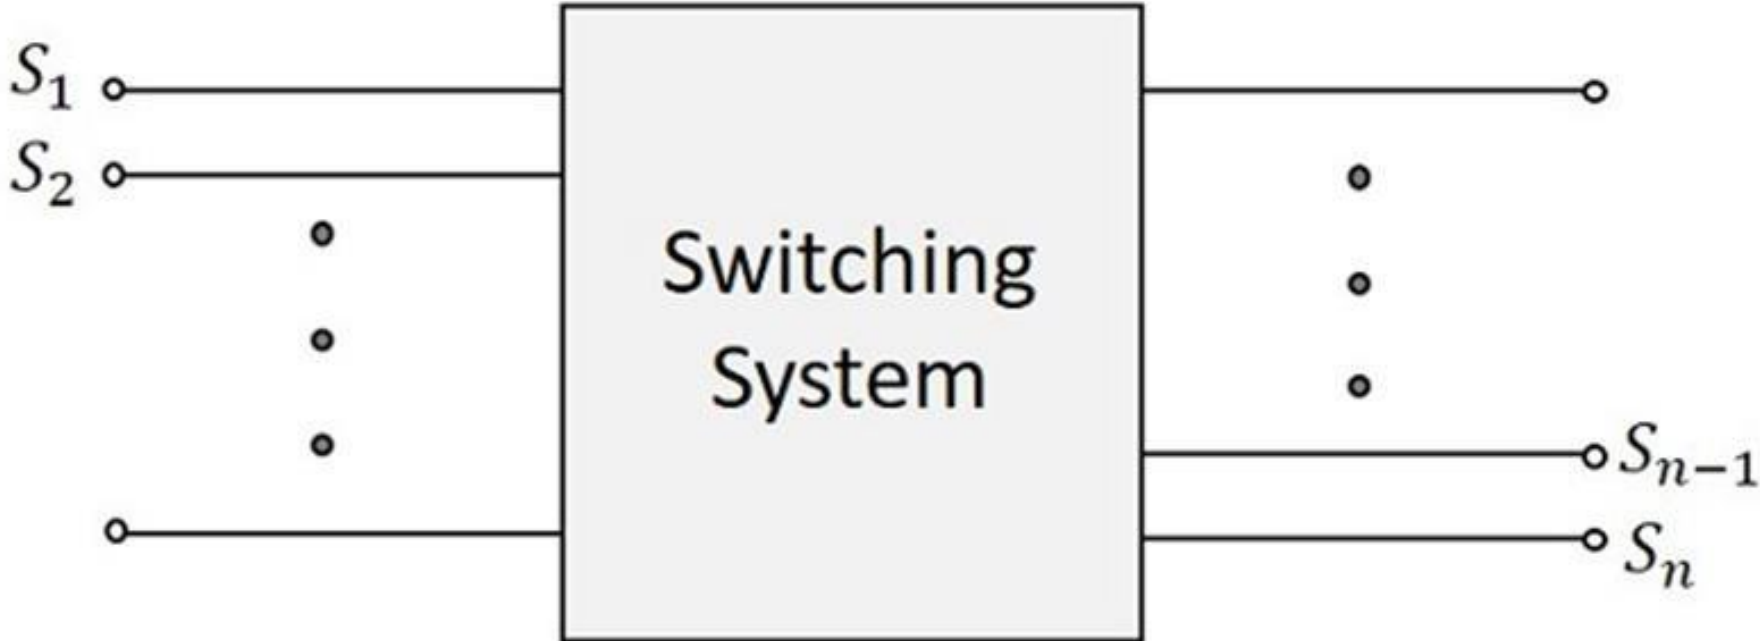 S₁
S₂
Switching
System
Sₙ₋₁
Sₙ